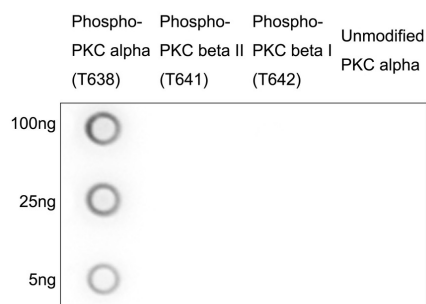 Phospho-
PKC alpha
(T638)
Phospho-
PKC beta II
(T641)
Phospho-
PKC beta I
(T642)
Unmodified
PKC alpha
100ng
25ng
5ng